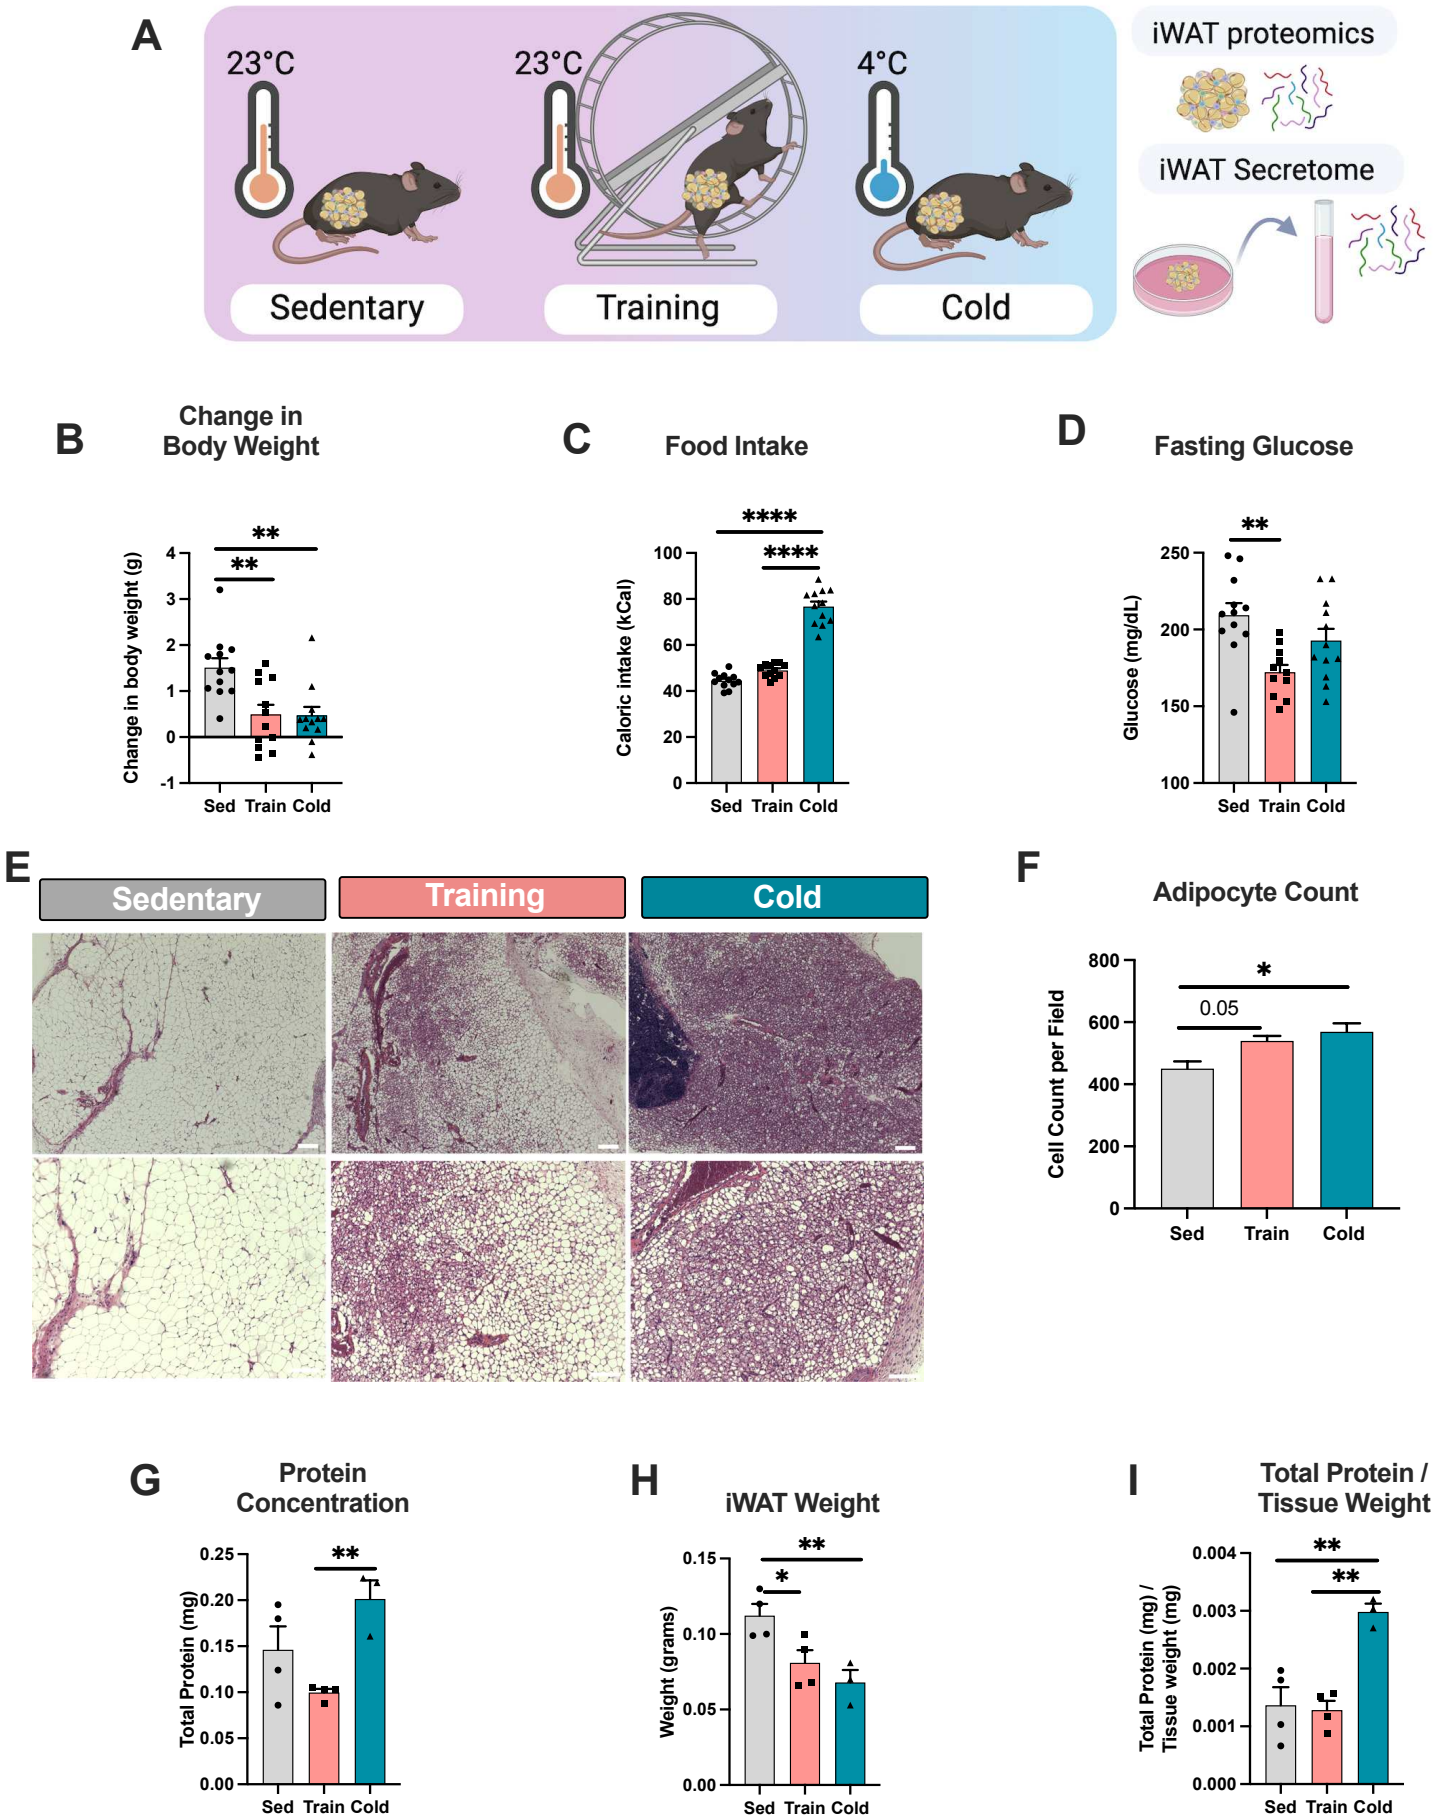 A
23°C
23°C
4°C
Sedentary
Training
Cold
iWAT proteomics
iWAT Secretome
B
Change in
Body Weight
**
**
Change in body weight (g)
4
3
2
1
0
-1
Sed Train Cold
C
Food Intake
****
****
Caloric intake (kCal)
100
80
60
40
20
0
Sed Train Cold
D
Fasting Glucose
**
Glucose (mg/dL)
250
200
150
100
Sed Train Cold
E
Sedentary
Training
Cold
F
Adipocyte Count
*
0.05
Cell Count per Field
800
600
400
200
0
Sed Train Cold
G
Protein
Concentration
**
Total Protein (mg)
0.25
0.20
0.15
0.10
0.05
0.00
Sed Train Cold
H
iWAT Weight
**
*
Weight (grams)
0.15
0.10
0.05
0.00
Sed Train Cold
I
Total Protein /
Tissue Weight
**
**
Total Protein (mg) /
Tissue weight (mg)
0.004
0.003
0.002
0.001
0.000
Sed Train Cold